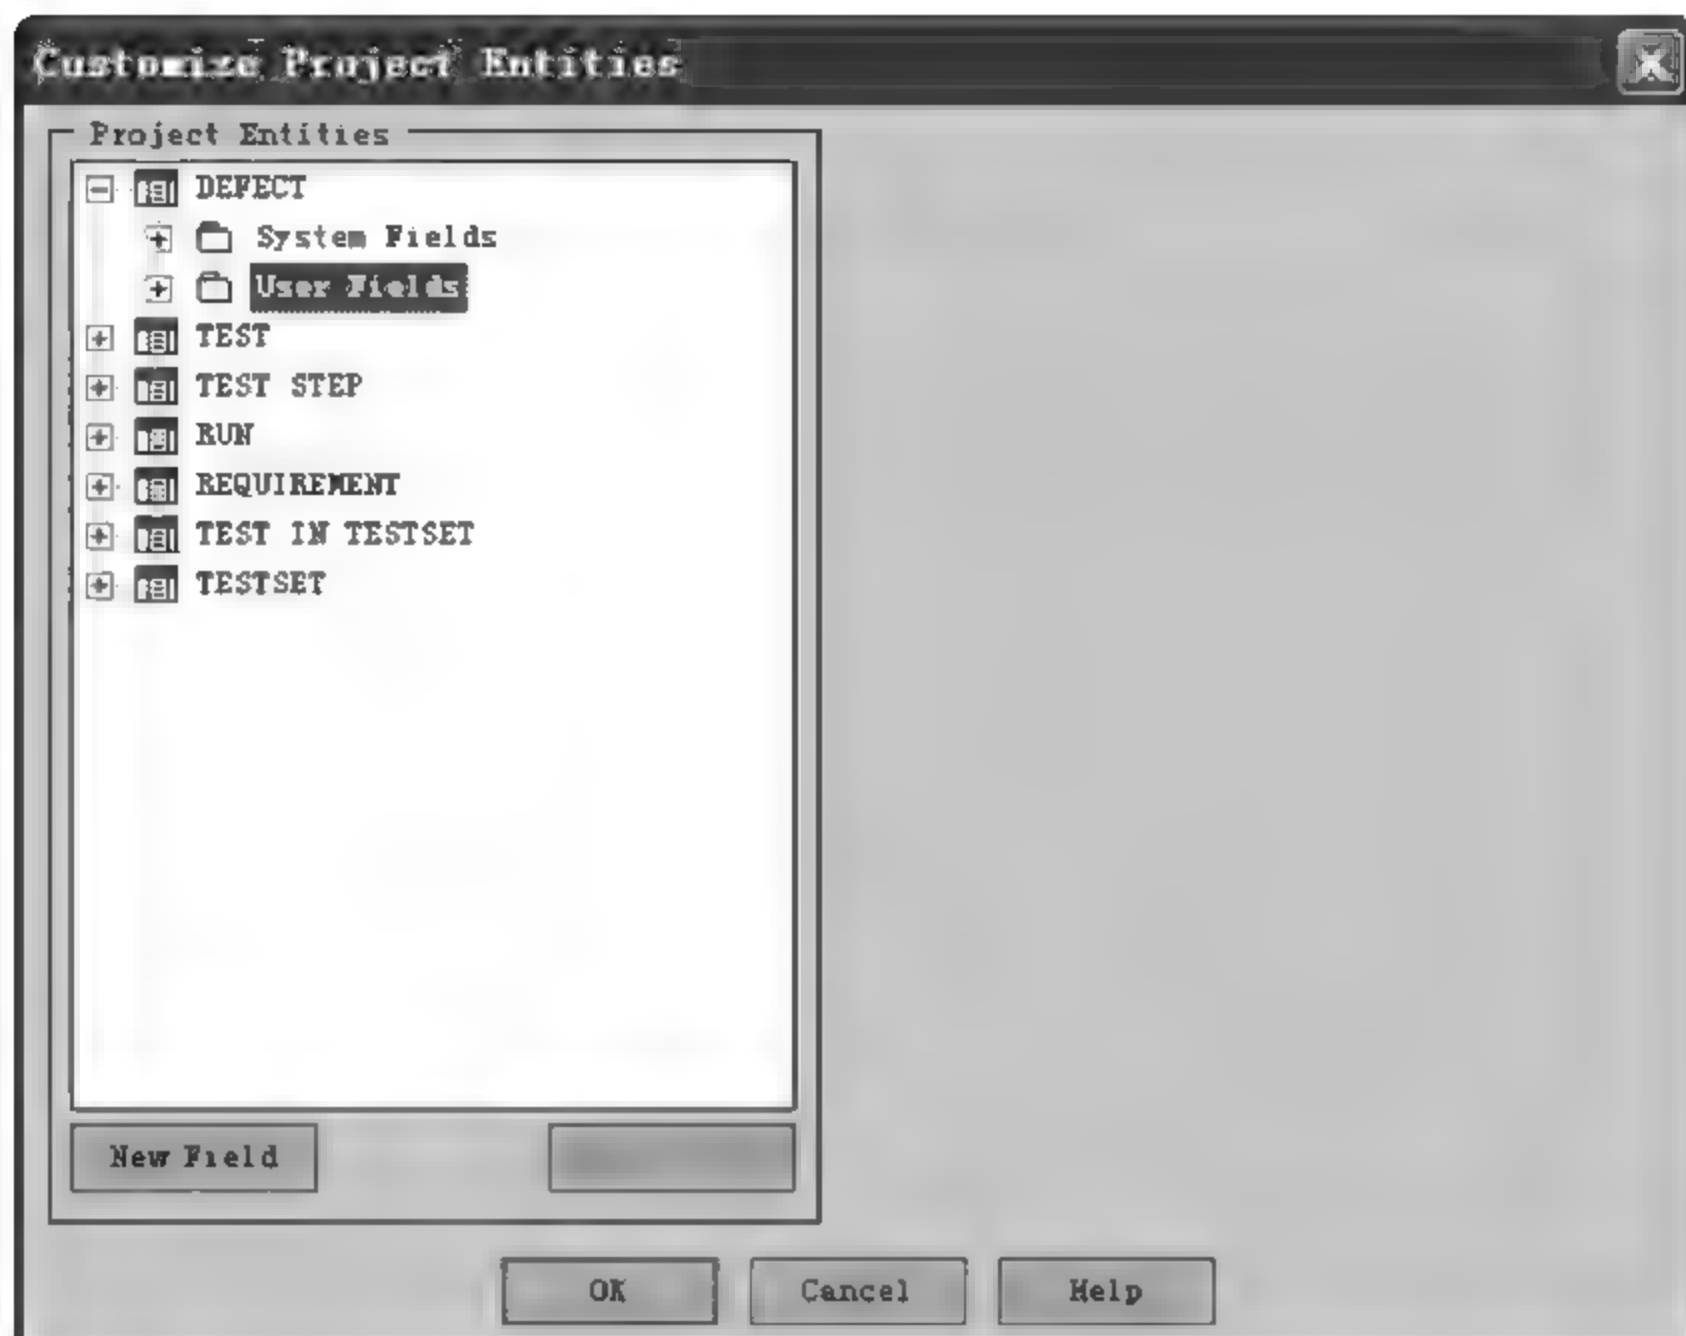 Customize Project Entities
Project Entities
DEFECT
System Fields
User Fields
TEST
TEST STEP
RUN
REQUIREMENT
TEST IN TESTSET
TESTSET
New Field
OK Cancel Help